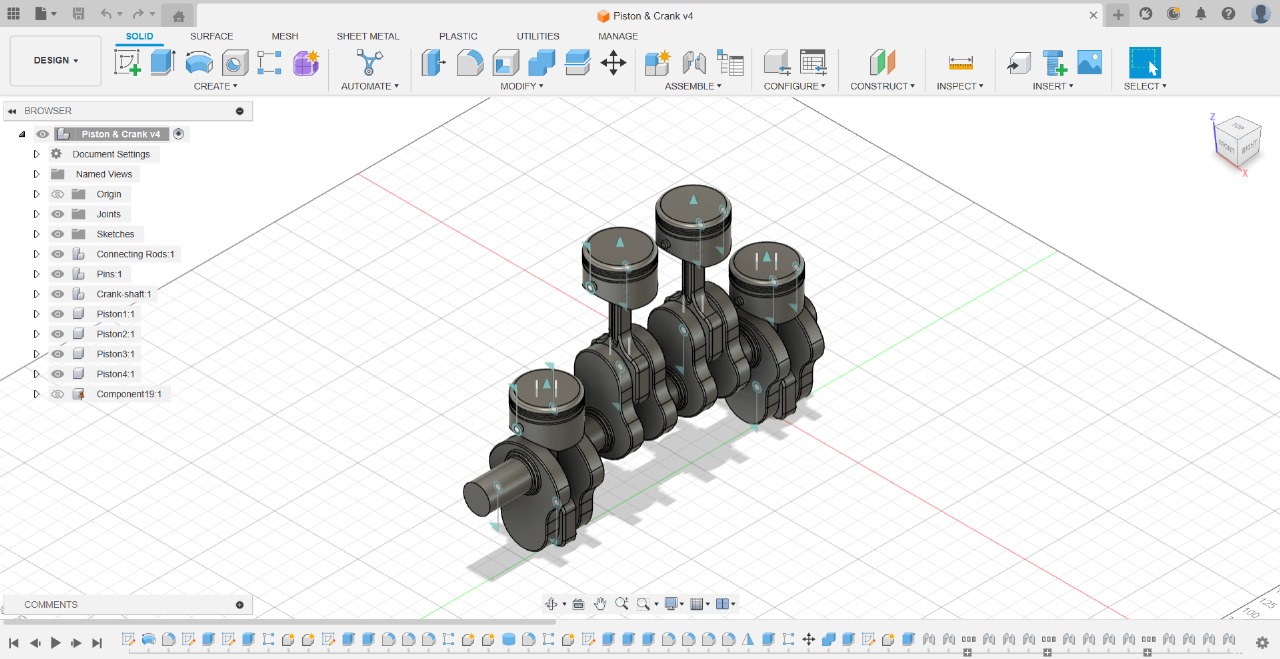 Piston & Crank v4
SOLID
SURFACE
MESH
SHEET METAL
PLASTIC
UTILITIES
MANAGE
DESIGN
CREATE
AUTOMATE
MODIFY
ASSEMBLE
CONFIGURE
CONSTRUCT
INSPECT
INSERT
SELECT
BROWSER
Piston & Crank v4
Document Settings
Named Views
Origin
Joints
Sketches
Connecting Rods:1
Pins:1
Crank-shaft:1
Piston1:1
Piston2:1
Piston3:1
Piston4:1
Component19:1
Z
TOP
FRONT
RIGHT
X
125
100
COMMENTS